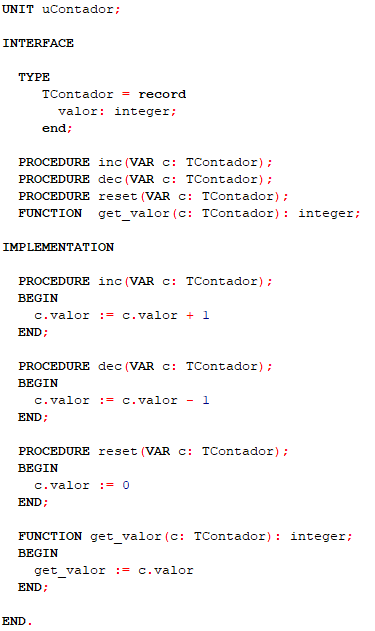 UNIT uContador;

INTERFACE

  TYPE
     TContador = record
       valor: integer;
     end;

  PROCEDURE inc(VAR c: TContador);
  PROCEDURE dec(VAR c: TContador);
  PROCEDURE reset(VAR c: TContador);
  FUNCTION  get_valor(c: TContador): integer;

IMPLEMENTATION

  PROCEDURE inc(VAR c: TContador);
  BEGIN
    c.valor := c.valor + 1
  END;

  PROCEDURE dec(VAR c: TContador);
  BEGIN
    c.valor := c.valor - 1
  END;

  PROCEDURE reset(VAR c: TContador);
  BEGIN
    c.valor := 0
  END;

  FUNCTION get_valor(c: TContador): integer;
  BEGIN
    get_valor := c.valor
  END;

END.